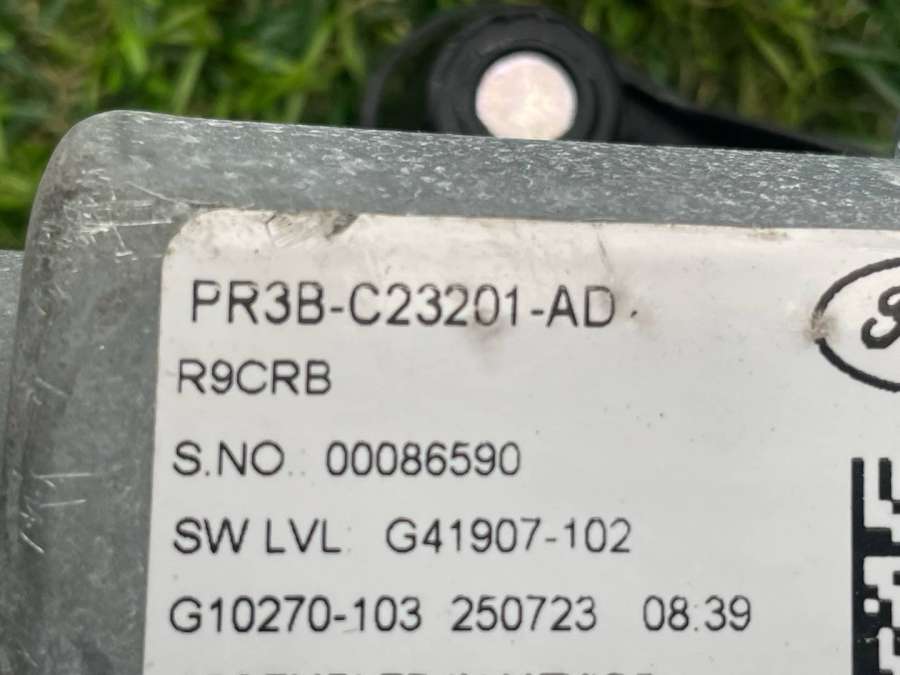 PR3B-C23201-AD
R9CRB
S.NO.: 00086590
SW LVL: G41907-102
G10270-103 250723 08:39